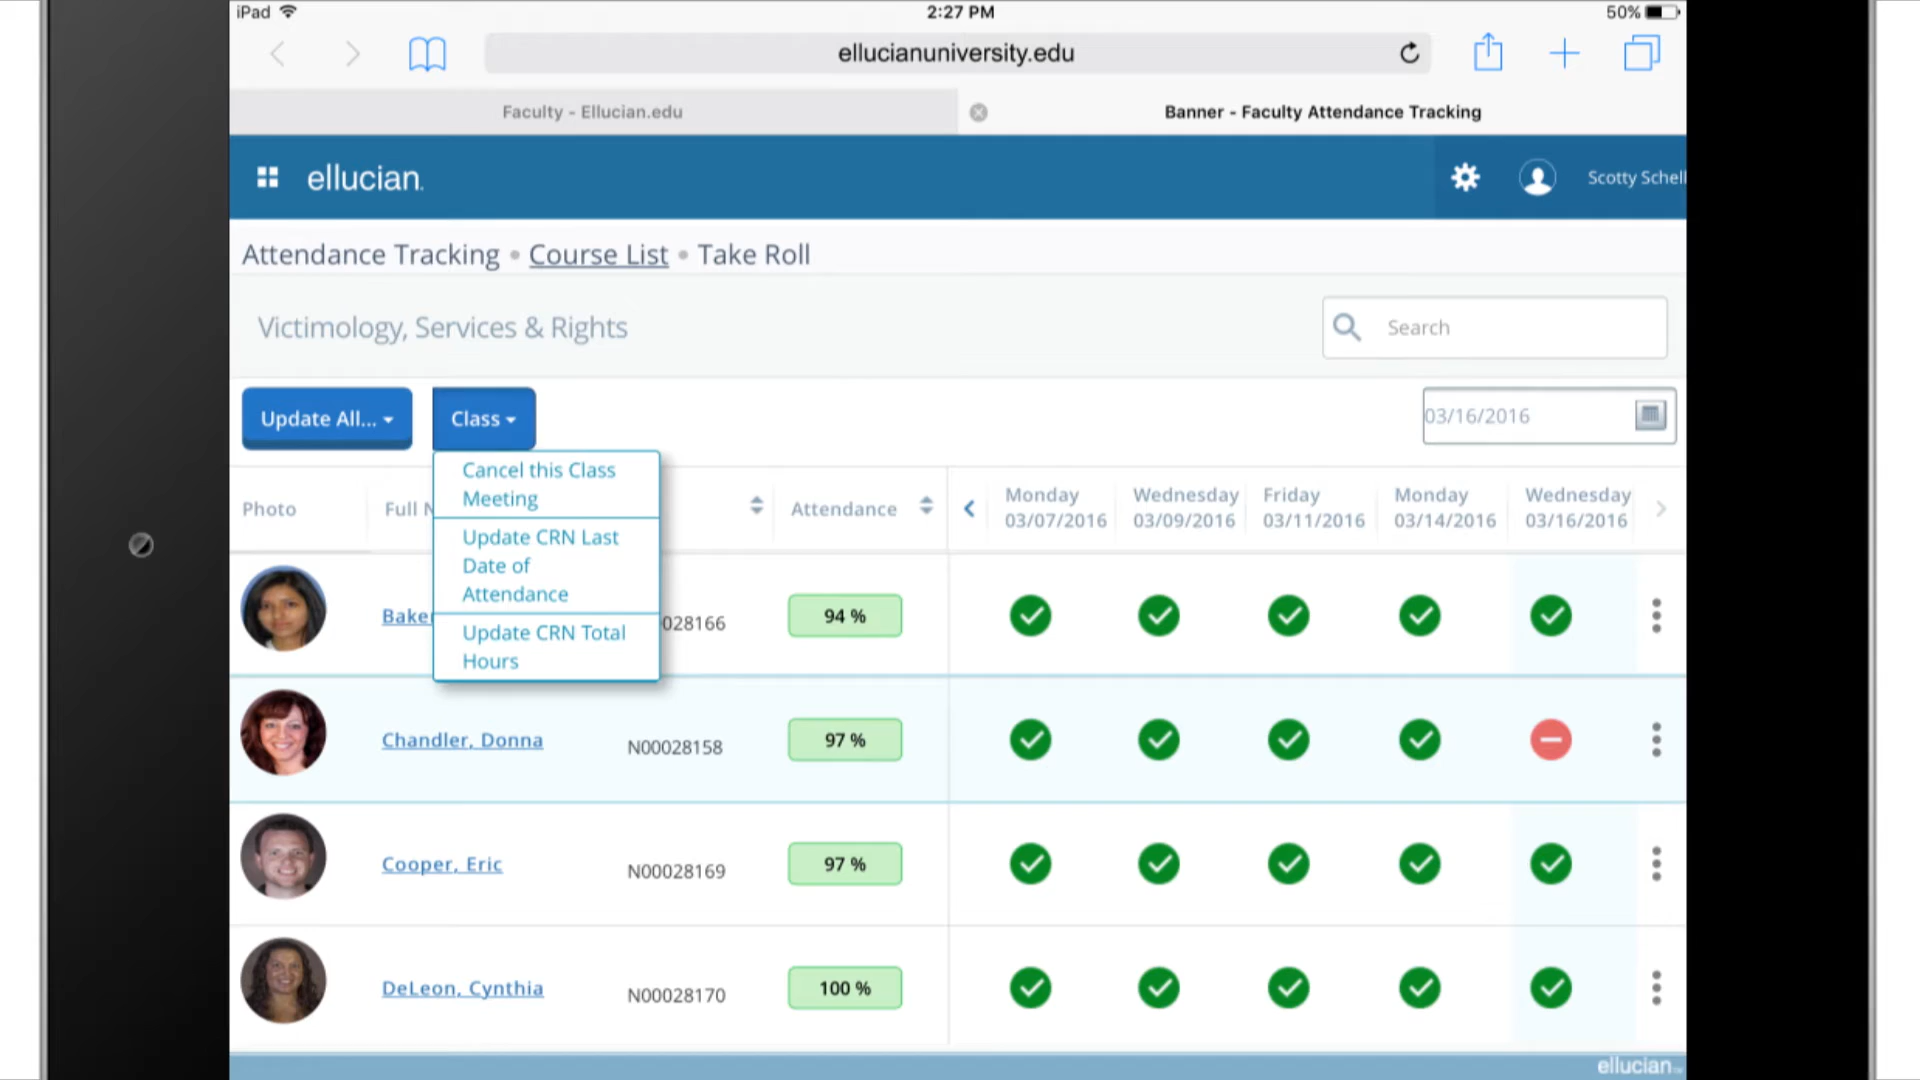 iPad
2:27 PM
50%
ellucianuniversity.edu
Faculty - Ellucian.edu
Banner - Faculty Attendance Tracking
ellucian.
Scotty Schell
Attendance Tracking • Course List • Take Roll
Victimology, Services & Rights
Search
Update All...
Class
03/16/2016
Cancel this Class
Meeting
Update CRN Last
Date of
Attendance
Update CRN Total
Hours
Photo
Full N
Attendance
Monday
03/07/2016
Wednesday
03/09/2016
Friday
03/11/2016
Monday
03/14/2016
Wednesday
03/16/2016
Baker
028166
94 %
Chandler, Donna
N00028158
97 %
Cooper, Eric
N00028169
97 %
DeLeon, Cynthia
N00028170
100 %
ellucian